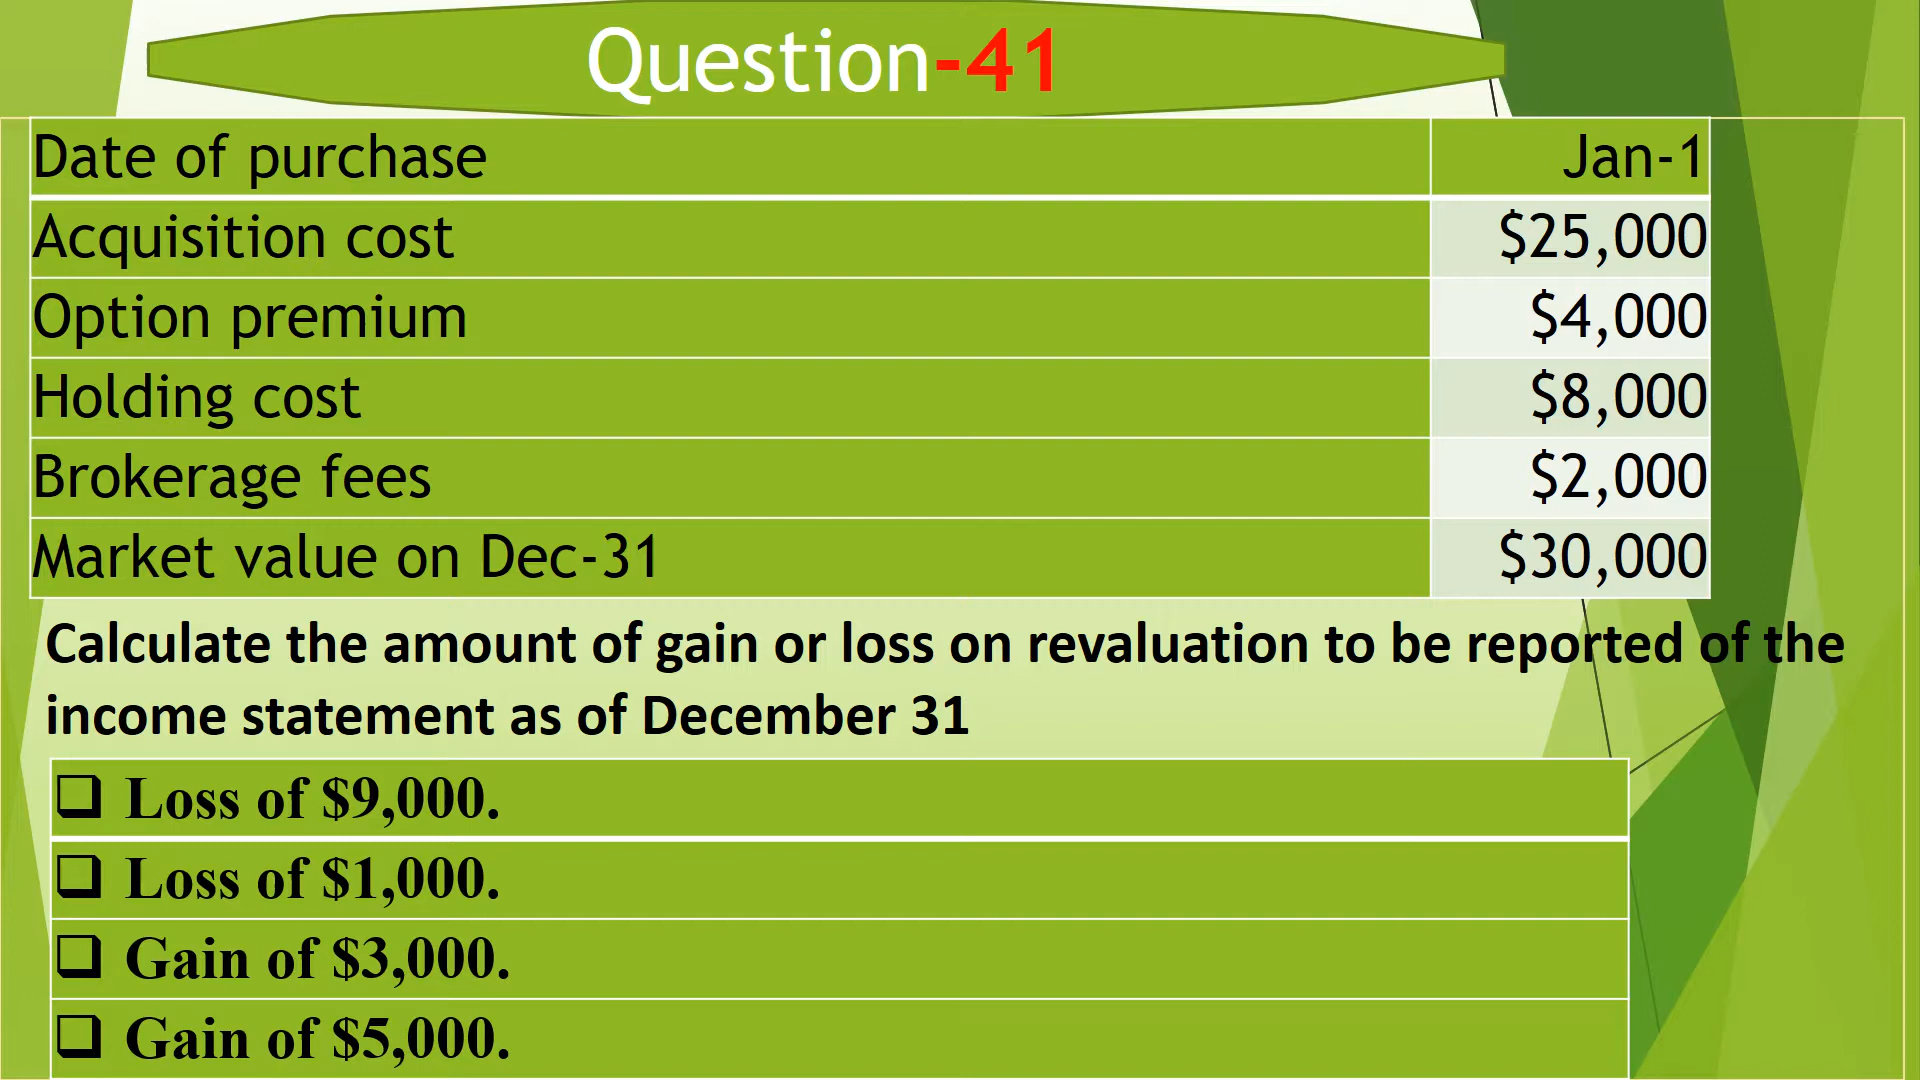 Question-41
Date of purchase Jan-1
Acquisition cost $25,000
Option premium $4,000
Holding cost $8,000
Brokerage fees $2,000
Market value on Dec-31 $30,000
Calculate the amount of gain or loss on revaluation to be reported of the
income statement as of December 31
❑ Loss of $9,000.
❑ Loss of $1,000.
❑ Gain of $3,000.
❑ Gain of $5,000.